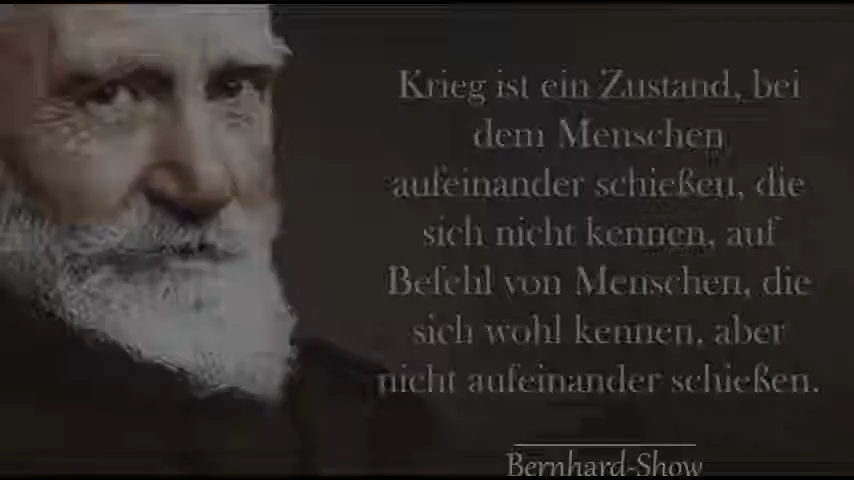 Krieg ist ein Zustand, bei
dem Menschen
aufeinander schießen, die
sich nicht kennen, auf
Befehl von Menschen, die
sich wohl kennen, aber
nicht aufeinander schießen.
Bernhard-Show